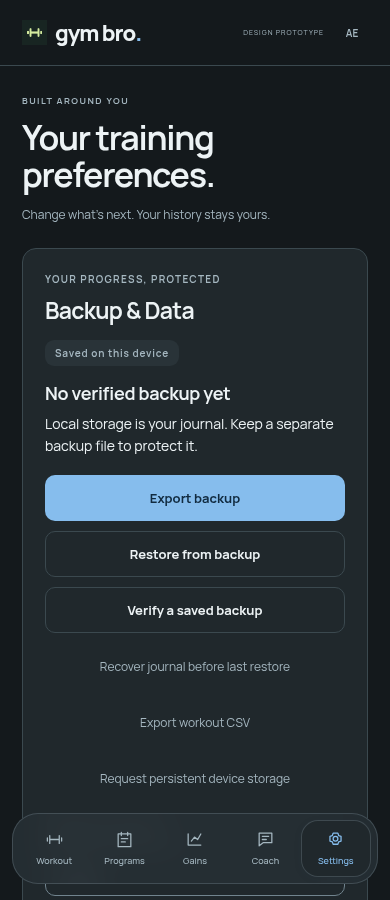 gym bro.
DESIGN PROTOTYPE
AE
BUILT AROUND YOU
Your training
preferences.
Change what's next. Your history stays yours.
YOUR PROGRESS, PROTECTED
Backup & Data
Saved on this device
No verified backup yet
Local storage is your journal. Keep a separate
backup file to protect it.
Export backup
Restore from backup
Verify a saved backup
Recover journal before last restore
Export workout CSV
Request persistent device storage
Workout
Programs
Gains
Coach
Settings